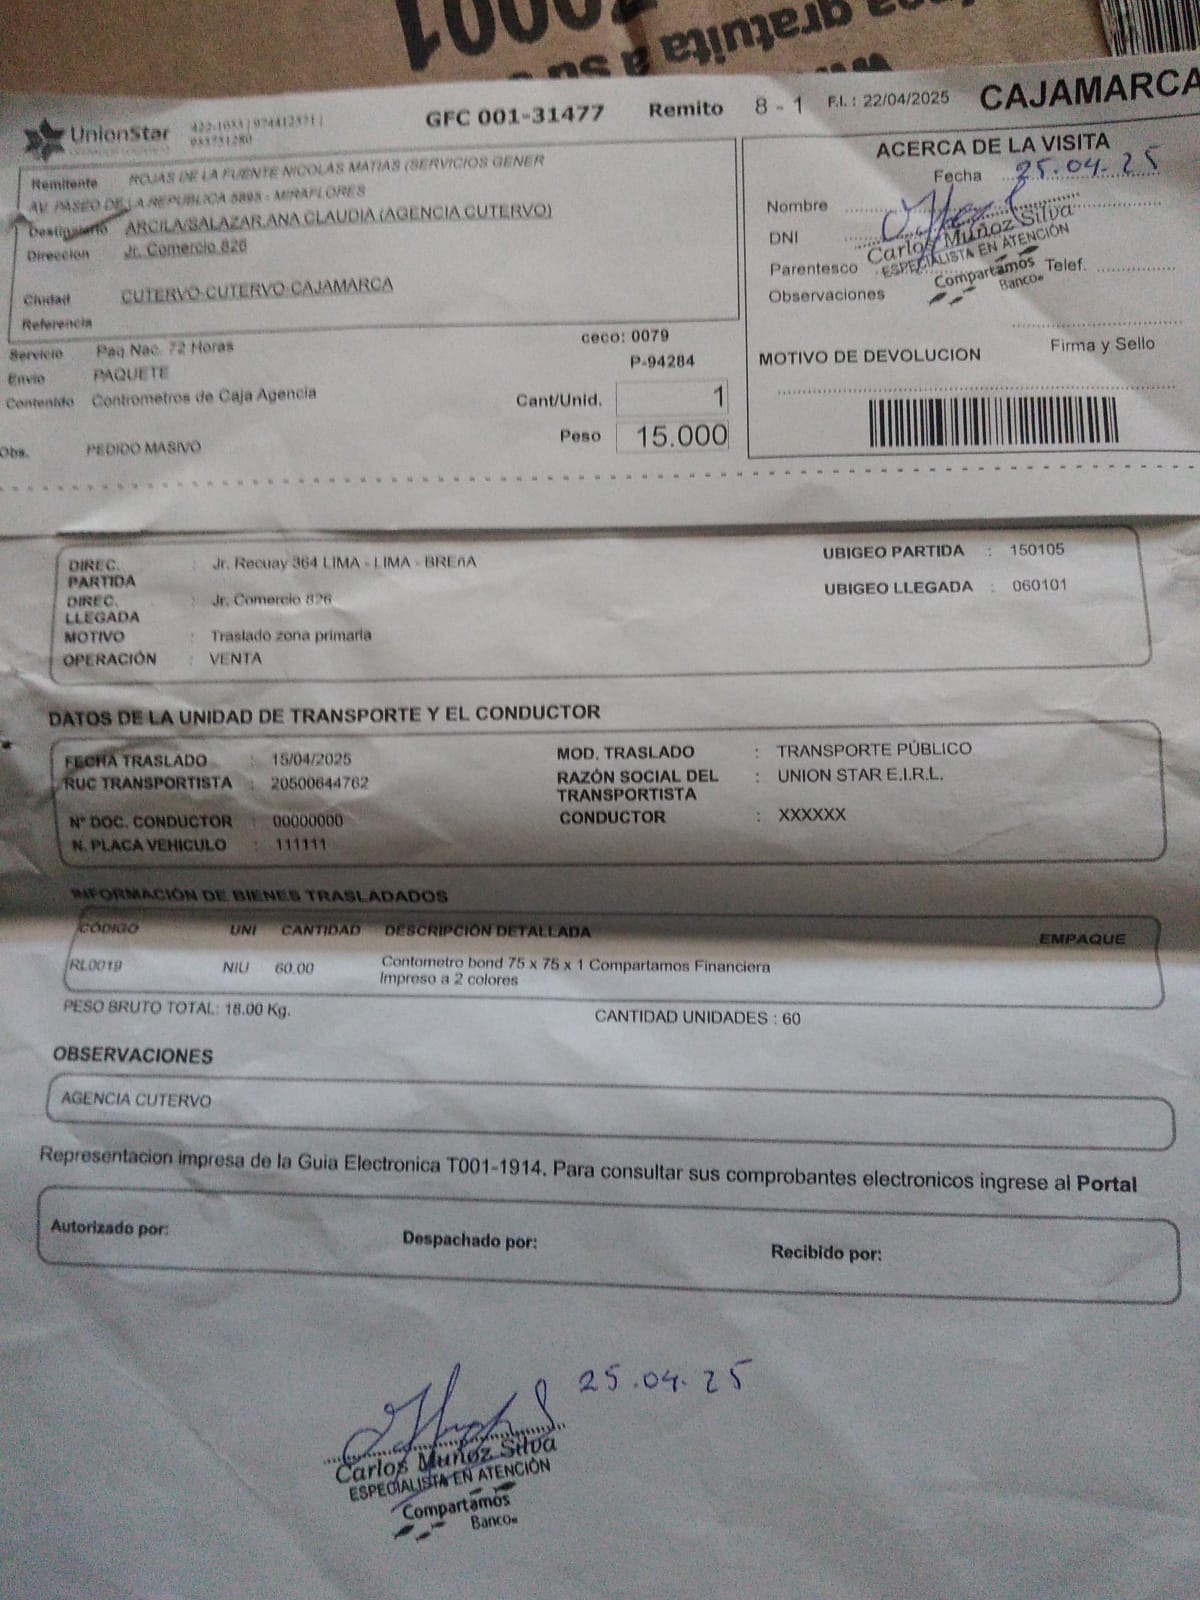 70001
línea gratuita a su
CAJAMARCA
UnionStar
GFC 001-31477
Remito 8 - 1
F.I. : 22/04/2025
Remitente ROJAS DE LA FUENTE NICOLAS MATIAS (SERVICIOS GENER
AV. PASEO DE LA REPUBLICA 5895 - MIRAFLORES
Destinatario ARCILA/SALAZAR.ANA CLAUDIA (AGENCIA CUTERVO)
Direccion Jr. Comercio 826
Ciudad CUTERVO-CUTERVO-CAJAMARCA
Referencia
Servicio Paq Nac. 72 Horas
Envio PAQUETE
Contenido Contrometros de Caja Agencia
Obs. PEDIDO MASIVO
ceco: 0079
P-94284
Cant/Unid. 1
Peso 15.000
ACERCA DE LA VISITA
Fecha 25.04.25
Nombre
DNI
Parentesco Telef.
Observaciones
Carlos Muñoz Silva
ESPECIALISTA EN ATENCIÓN
Compartamos
Banco
Firma y Sello
MOTIVO DE DEVOLUCION
DIREC. PARTIDA : Jr. Recuay 364 LIMA - LIMA - BREñA
DIREC. LLEGADA : Jr. Comercio 826
MOTIVO : Traslado zona primaria
OPERACIÓN : VENTA
UBIGEO PARTIDA : 150105
UBIGEO LLEGADA : 060101
DATOS DE LA UNIDAD DE TRANSPORTE Y EL CONDUCTOR
FECHA TRASLADO : 15/04/2025
RUC TRANSPORTISTA : 20500644762
Nº DOC. CONDUCTOR : 00000000
N. PLACA VEHICULO : 111111
MOD. TRASLADO : TRANSPORTE PÚBLICO
RAZÓN SOCIAL DEL TRANSPORTISTA : UNION STAR E.I.R.L.
CONDUCTOR : XXXXXX
INFORMACIÓN DE BIENES TRASLADADOS
CÓDIGO UNI CANTIDAD DESCRIPCIÓN DETALLADA EMPAQUE
RL0019 NIU 60.00 Contometro bond 75 x 75 x 1 Compartamos Financiera
Impreso a 2 colores
PESO BRUTO TOTAL: 18.00 Kg.
CANTIDAD UNIDADES : 60
OBSERVACIONES
AGENCIA CUTERVO
Representacion impresa de la Guia Electronica T001-1914. Para consultar sus comprobantes electronicos ingrese al Portal
Autorizado por: Despachado por: Recibido por:
25.04.25
Carlos Muñoz Silva
ESPECIALISTA EN ATENCIÓN
Compartamos
Banco